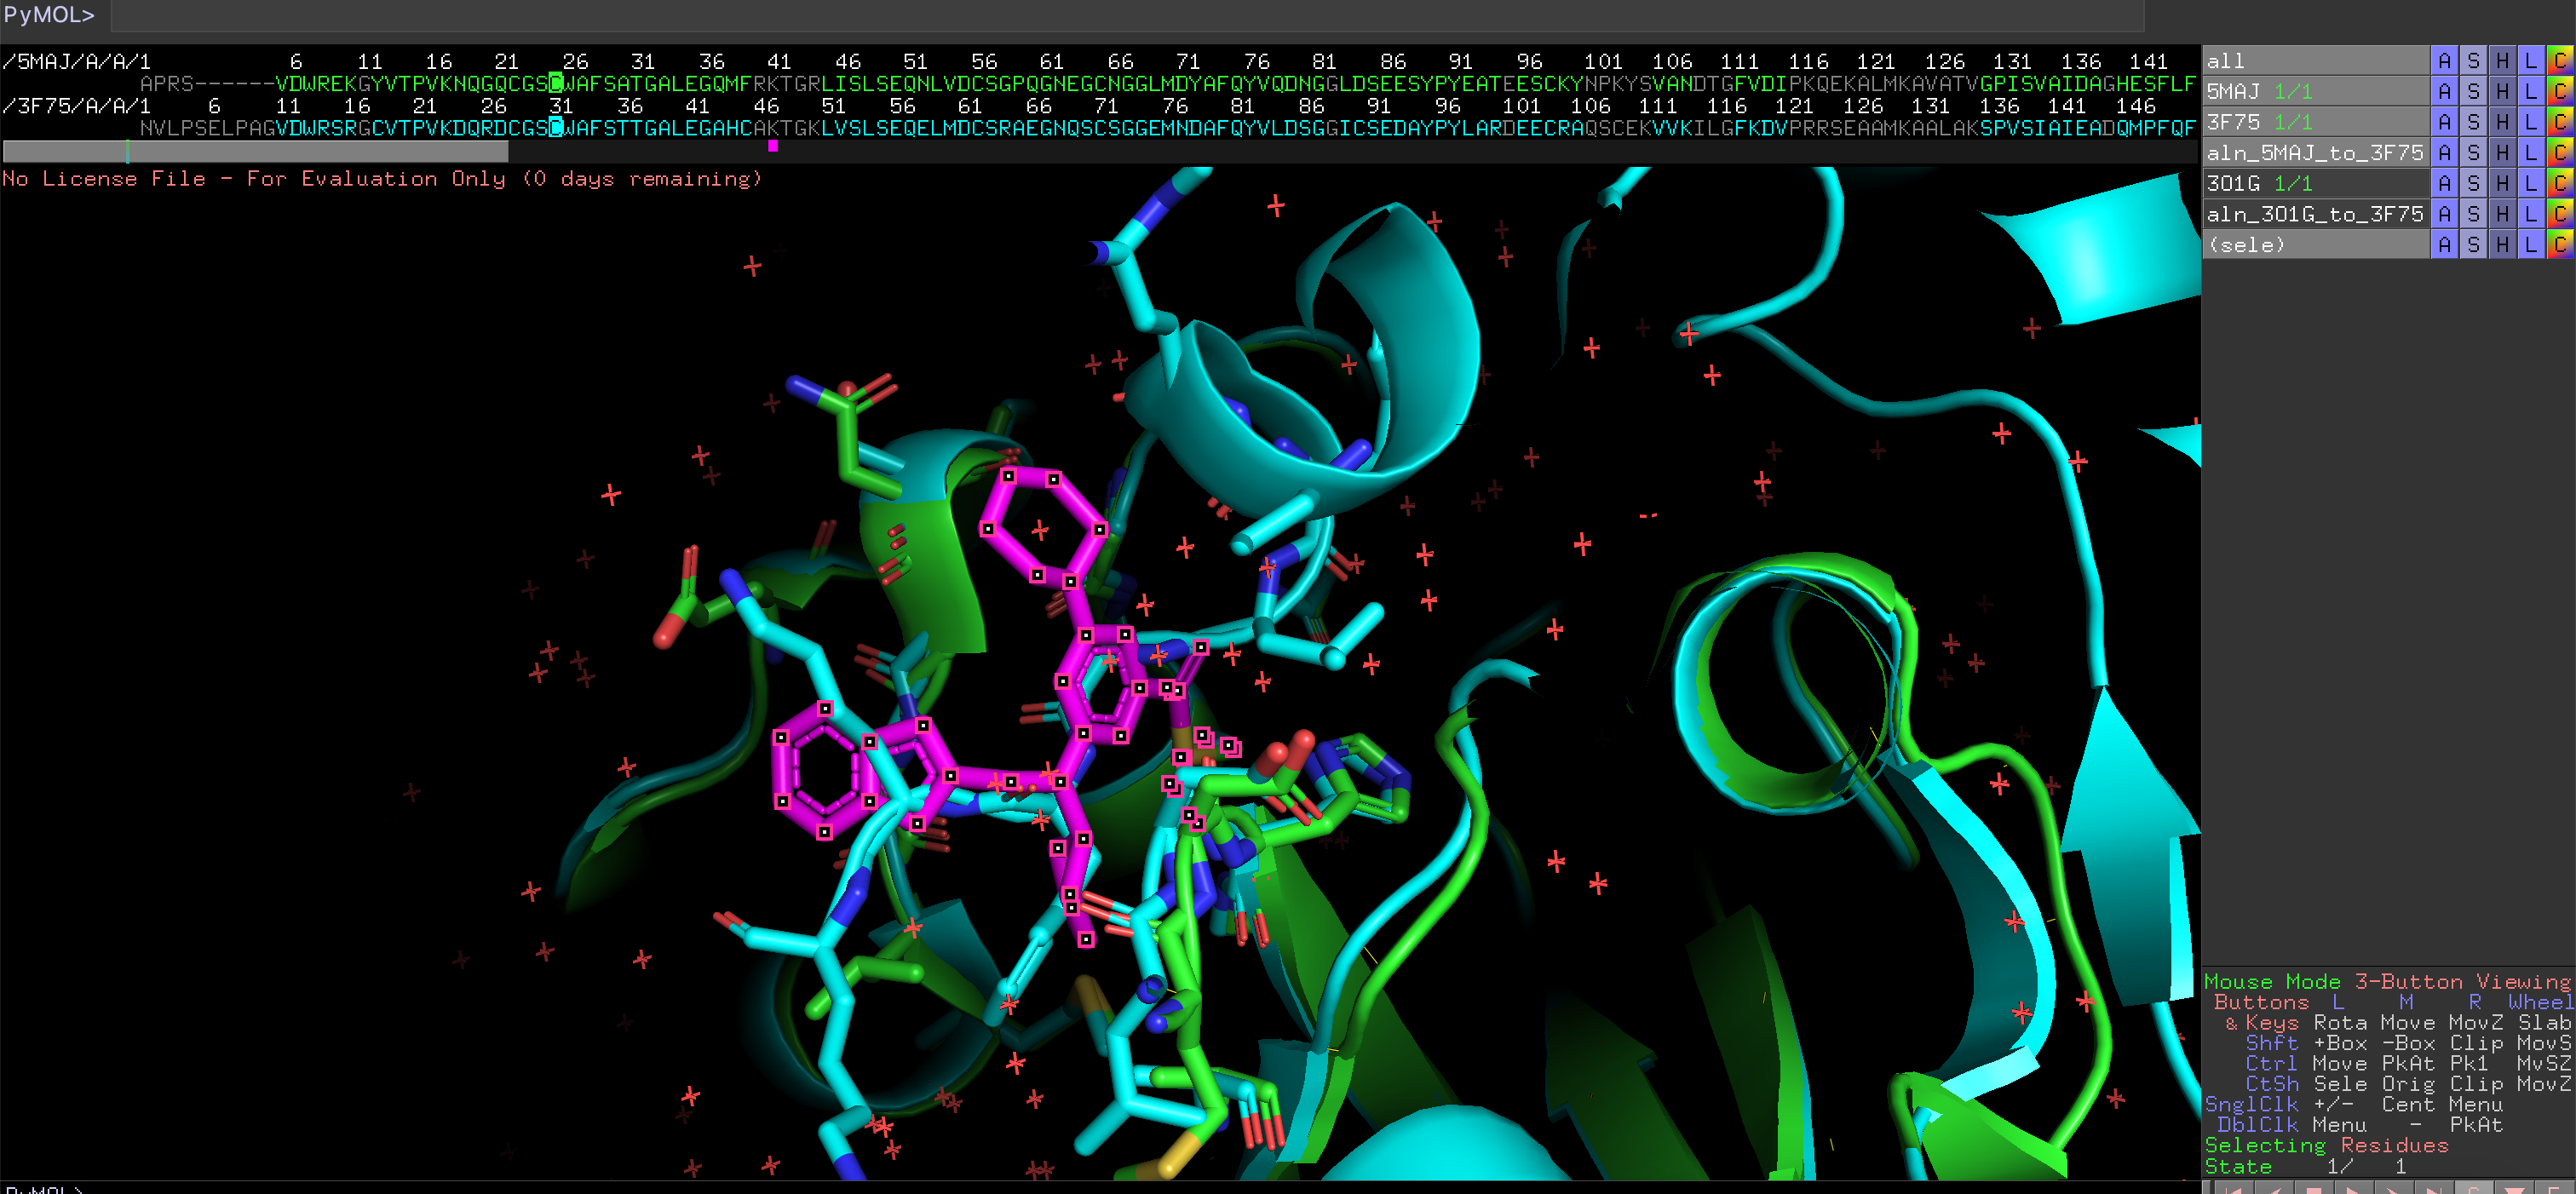 PyMOL>
/5MAJ/A/A/1 6 11 16 21 26 31 36 41 46 51 56 61 66 71 76 81 86 91 96 101 106 111 116 121 126 131 136 141
APRS------VDWREKGYVTPVKNQGQCGSCWAFSATGALEGQMFRKTGRLISLSEQNLVDCSGPQGNEGCNGGLMDYAFQYVQDNGGLDSEESYPYEATEESCKYNPKYSVANDTGFVDIPKQEKALMKAVATVGPISVAIDAGHESFLF
/3F75/A/A/1 6 11 16 21 26 31 36 41 46 51 56 61 66 71 76 81 86 91 96 101 106 111 116 121 126 131 136 141 146
NVLPSELPAGVDWRSRGCVTPVKDQRDCGSCWAFSTTGALEGAHCAKTGKLVSLSEQELMDCSRAEGNQSCSGGEMNDAFQYVLDSGGICSEDAYPYLARDEECRAQSCEKVVKILGFKDVPRRSEAAMKAALAKSPVSIAIEADQMPFQF
No License File - For Evaluation Only (0 days remaining)
all A S H L C
5MAJ 1/1 A S H L C
3F75 1/1 A S H L C
aln_5MAJ_to_3F75 A S H L C
3O1G 1/1 A S H L C
aln_3O1G_to_3F75 A S H L C
(sele) A S H L C
Mouse Mode 3-Button Viewing
Buttons L M R Wheel
& Keys Rota Move MovZ Slab
Shft +Box -Box Clip MovS
Ctrl Move PkAt Pk1 MvSZ
CtSh Sele Orig Clip MovZ
SnglClk +/- Cent Menu
DblClk Menu - PkAt
Selecting Residues
State 1/ 1
PyMOL>